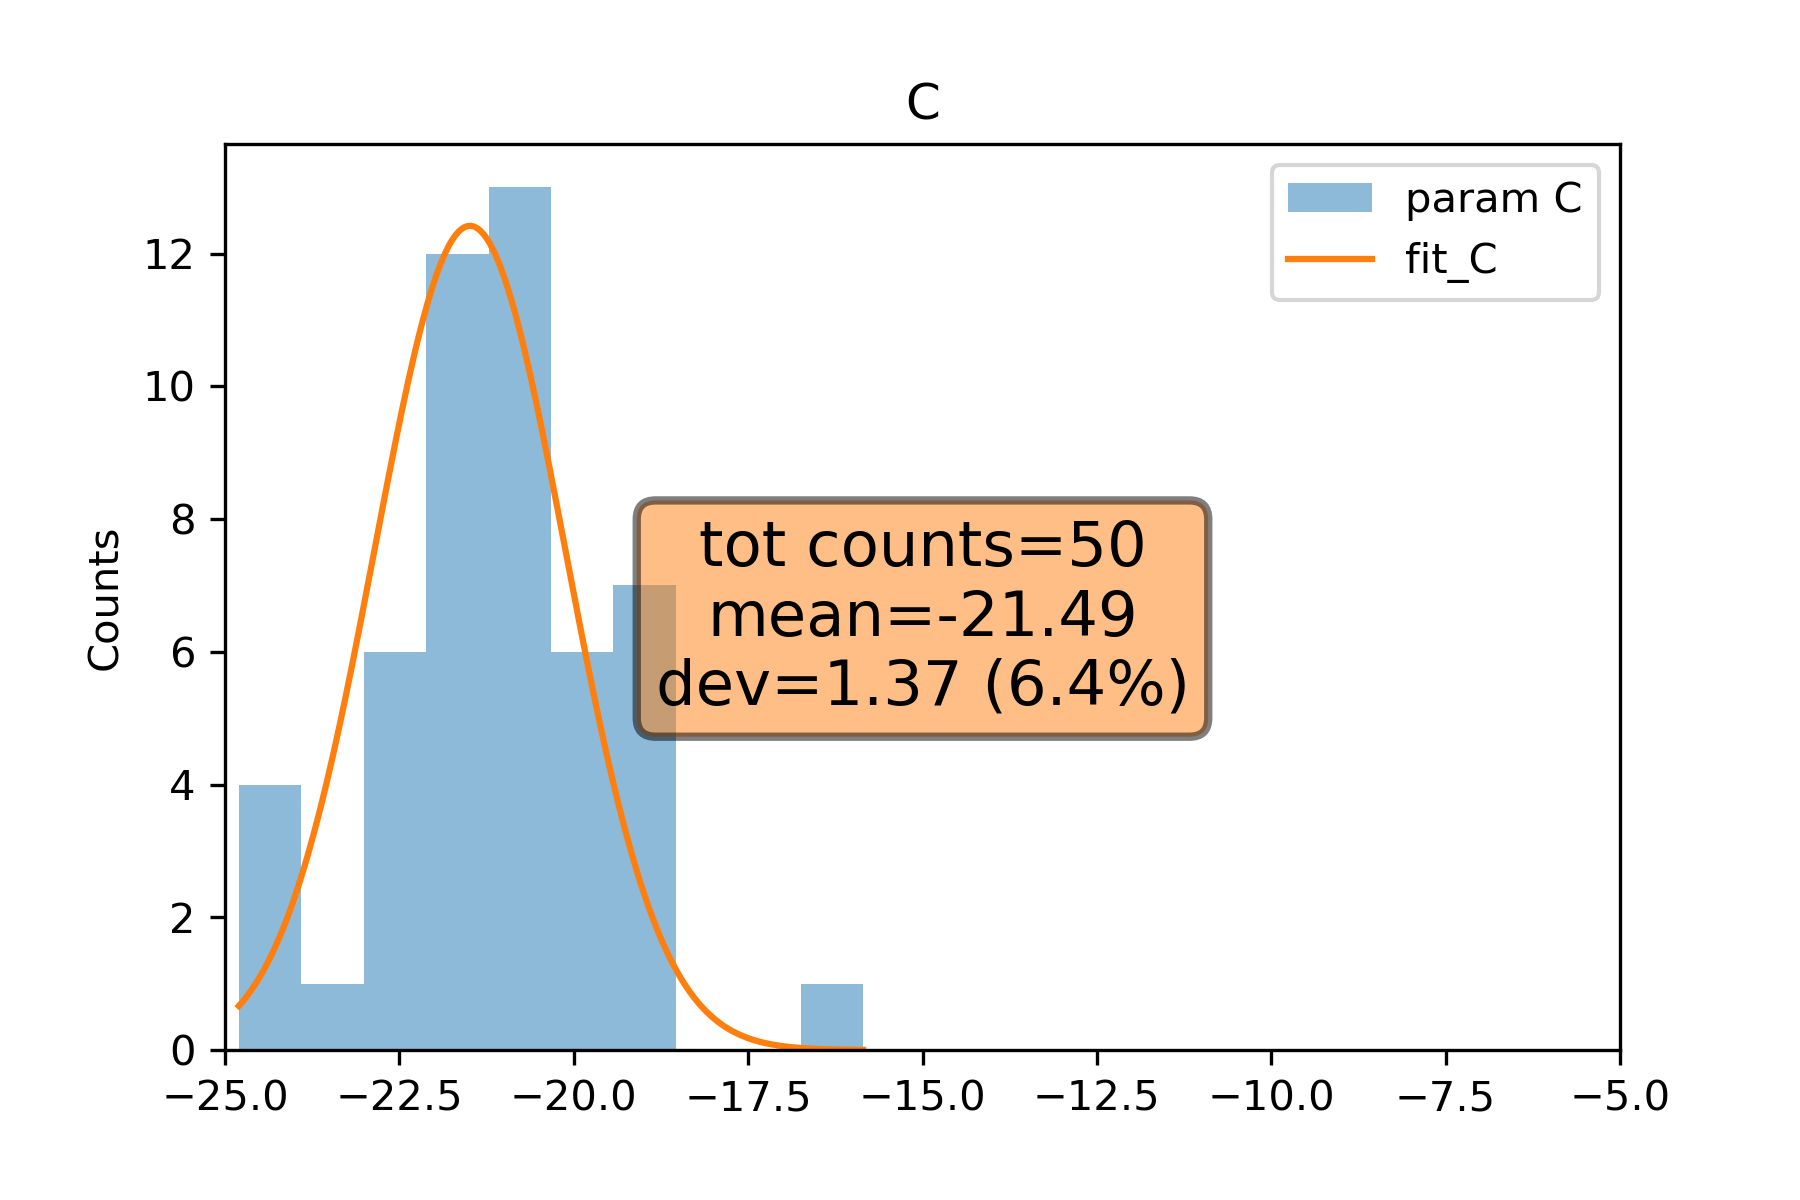 C
param C
fit_C
12
10
8
6
4
2
0
Counts
tot counts=50
mean=-21.49
dev=1.37 (6.4%)
−25.0 −22.5 −20.0 −17.5 −15.0 −12.5 −10.0 −7.5 −5.0